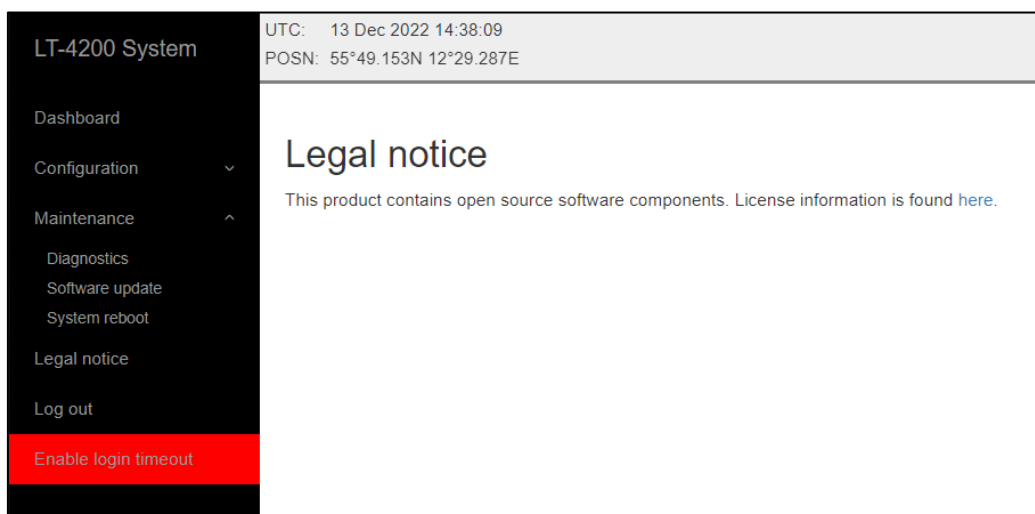 LT-4200 System
UTC: 13 Dec 2022 14:38:09
POSN: 55°49.153N 12°29.287E
Dashboard
Configuration
Maintenance
Diagnostics
Software update
System reboot
Legal notice
Log out
Enable login timeout
Legal notice
This product contains open source software components. License information is found here.